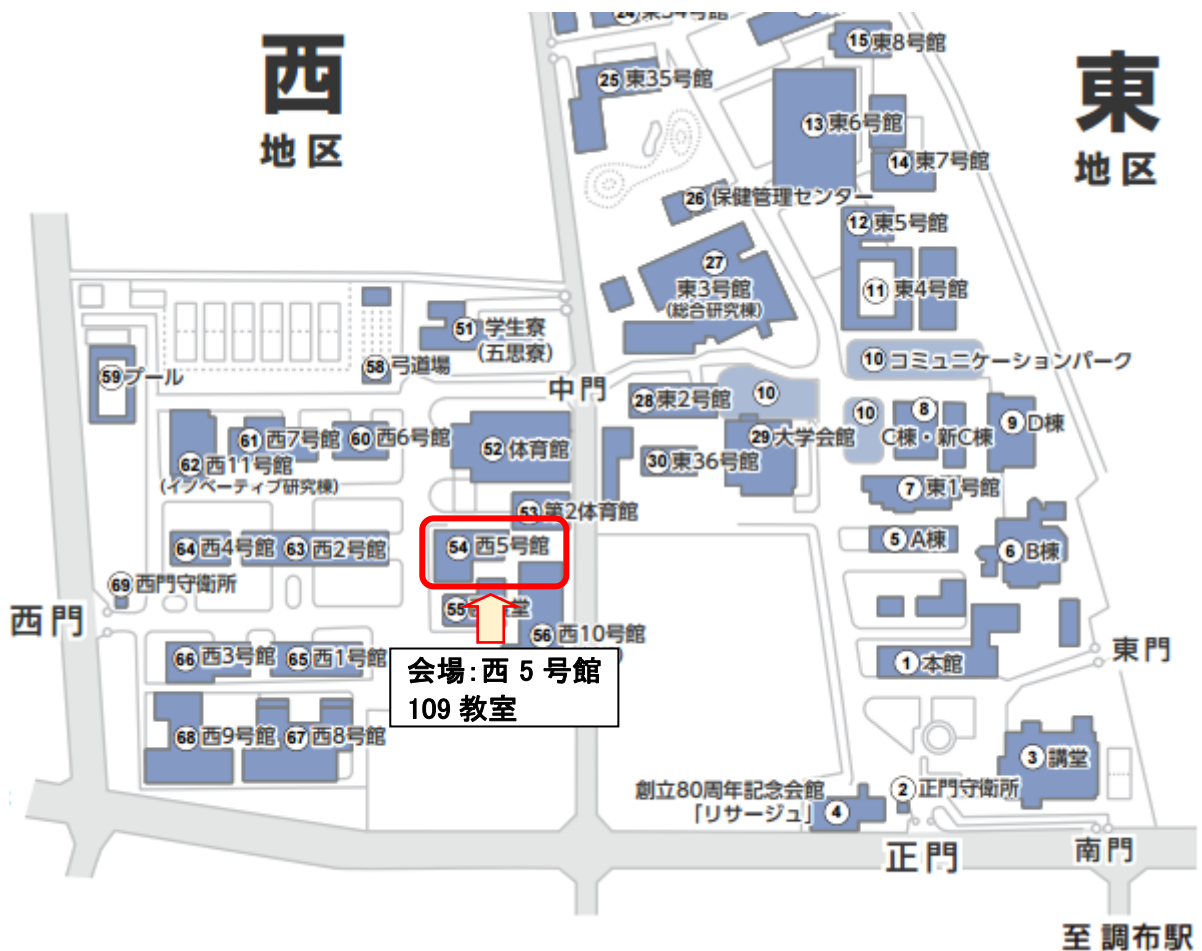 西
地区
東
地区
24 東34号館
15 東8号館
25 東35号館
13 東6号館
14 東7号館
26 保健管理センター
12 東5号館
27
東3号館
(総合研究棟)
11 東4号館
51 学生寮
(五思寮)
58 弓道場
59 プール
10 コミュニケーションパーク
中門
28 東2号館
10
10
8
C棟・新C棟
9 D棟
29 大学会館
30 東36号館
60 西6号館
61 西7号館
62 西11号館
(イノベーティブ研究棟)
52 体育館
7 東1号館
53 第2体育館
5 A棟
6 B棟
54 西5号館
63 西2号館
64 西4号館
69 西門守衛所
西門
55 堂
56 西10号館
66 西3号館
65 西1号館
会場:西5号館
109教室
1 本館
東門
68 西9号館
67 西8号館
3 講堂
2 正門守衛所
創立80周年記念会館
「リサージュ」 4
正門
南門
至 調布駅